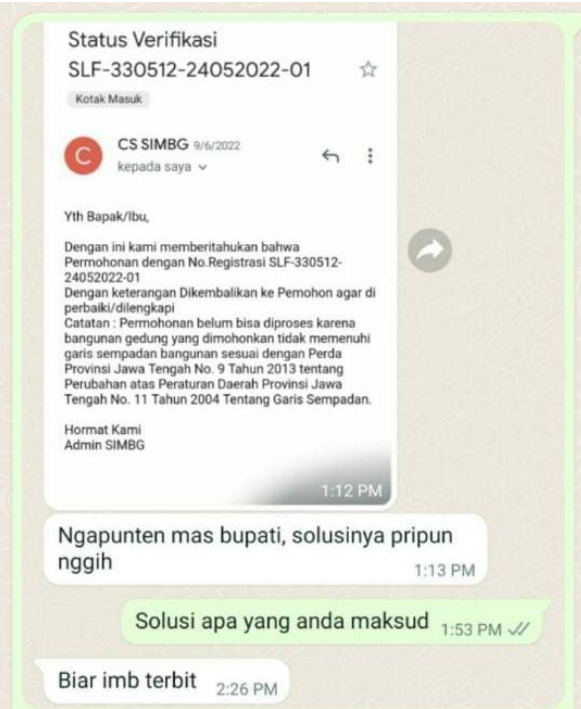 Status Verifikasi
SLF-330512-24052022-01
Kotak Masuk
C
CS SIMBG 9/6/2022
kepada saya
Yth Bapak/Ibu,
Dengan ini kami memberitahukan bahwa
Permohonan dengan No.Registrasi SLF-330512-
24052022-01
Dengan keterangan Dikembalikan ke Pemohon agar di
perbaiki/dilengkapi
Catatan : Permohonan belum bisa diproses karena
bangunan gedung yang dimohonkan tidak memenuhi
garis sempadan bangunan sesuai dengan Perda
Provinsi Jawa Tengah No. 9 Tahun 2013 tentang
Perubahan atas Peraturan Daerah Provinsi Jawa
Tengah No. 11 Tahun 2004 Tentang Garis Sempadan.
Hormat Kami
Admin SIMBG
1:12 PM
Ngapunten mas bupati, solusinya pripun
nggih
1:13 PM
Solusi apa yang anda maksud 1:53 PM
Biar imb terbit 2:26 PM